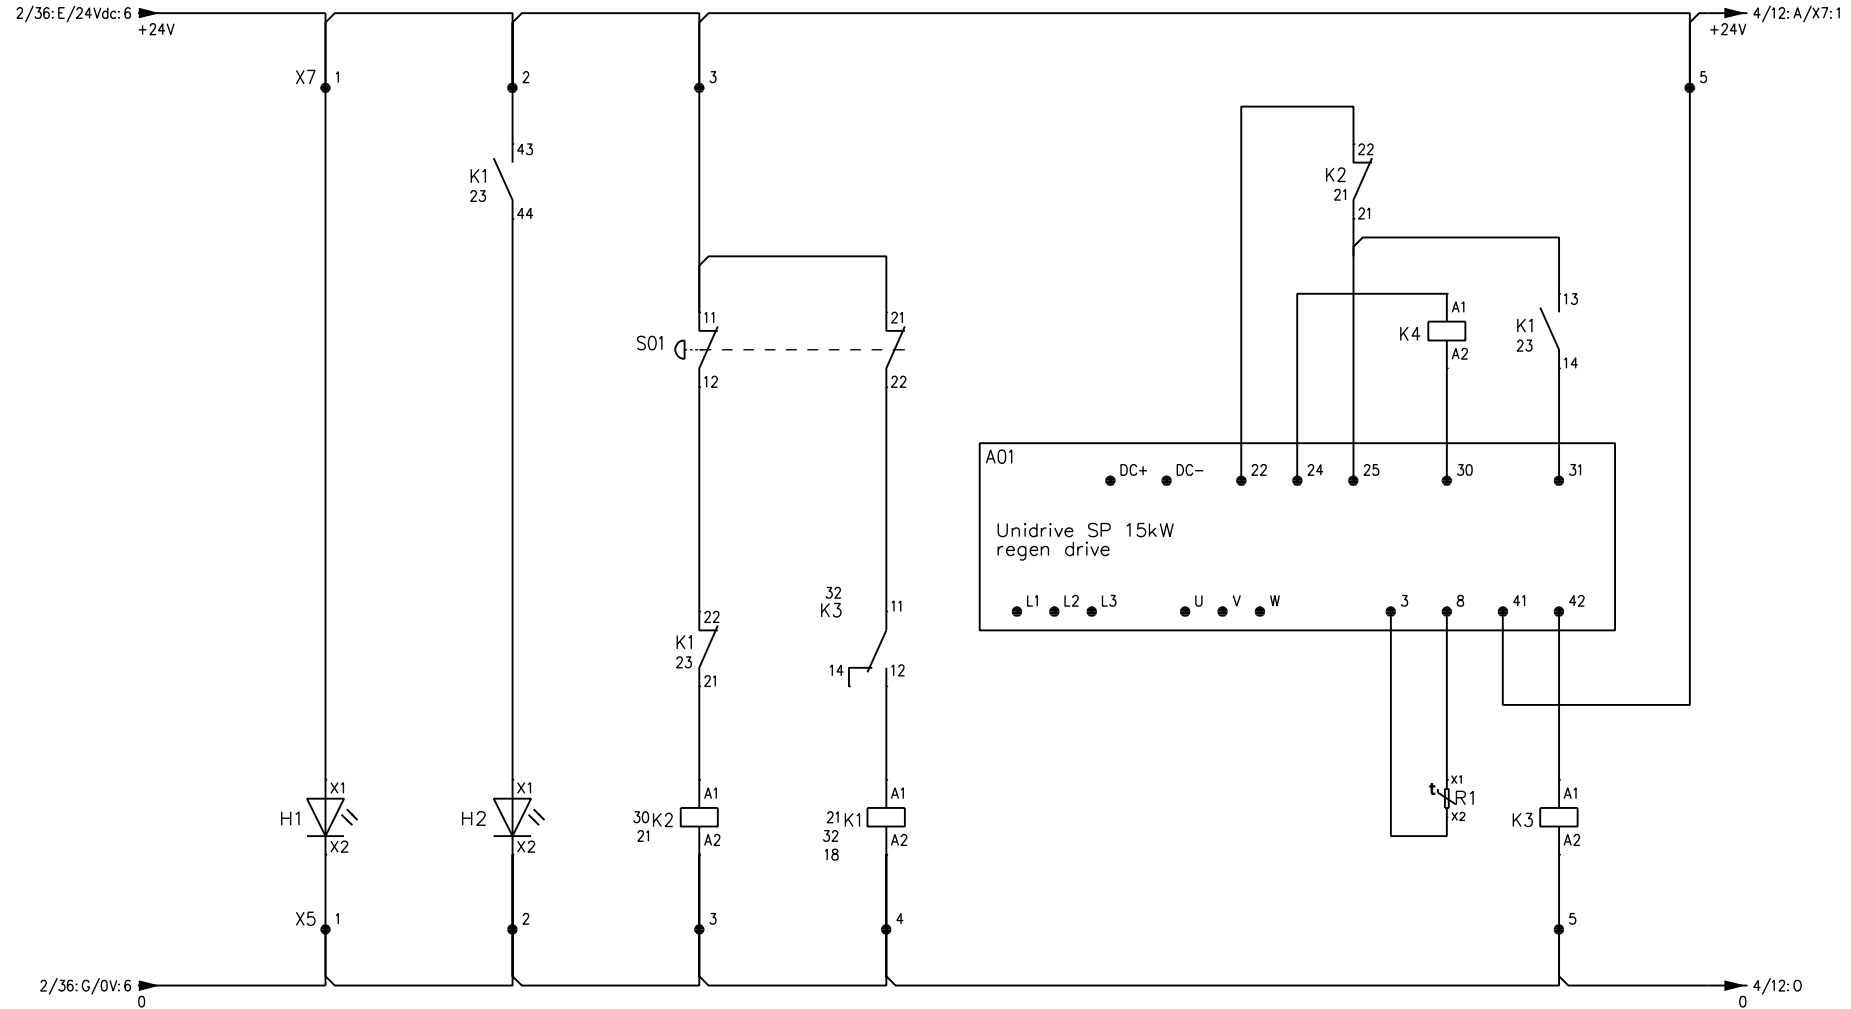 2/36:E/24Vdc:6
+24V
4/12:A/X7:1
+24V
X7 1
2
3
5
43
K1
23
44
22
K2
21
21
11
21
S01
12
22
A1
K4
A2
13
K1
23
14
A01
DC+
DC-
22
24
25
30
31
Unidrive SP 15kW
regen drive
L1
L2
L3
U
V
W
3
8
41
42
22
K1
23
21
32
K3
11
14
12
X1
H1
X2
X1
H2
X2
A1
30 K2
21
A2
A1
21 K1
32
18
A2
X1
t
R1
X2
A1
K3
A2
X5 1
2
3
4
5
2/36:G/0V:6
0
4/12:0
0